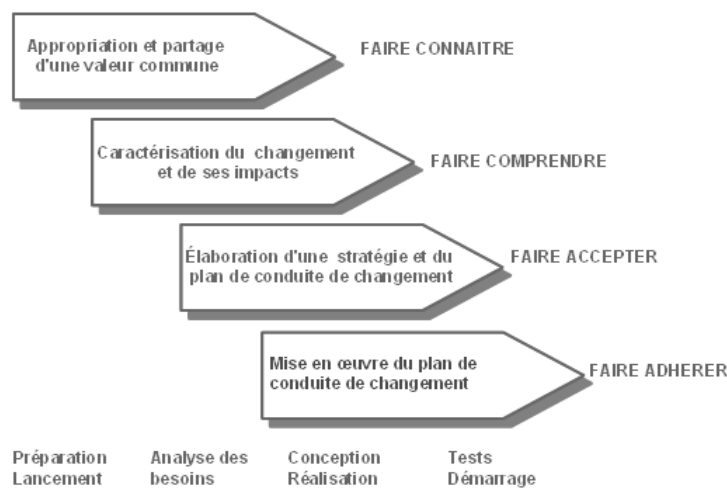 Appropriation et partage
d'une valeur commune
FAIRE CONNAITRE
Caractérisation du changement
et de ses impacts
FAIRE COMPRENDRE
Élaboration d'une stratégie et du
plan de conduite de changement
FAIRE ACCEPTER
Mise en œuvre du plan de
conduite de changement
FAIRE ADHERER
Préparation
Lancement
Analyse des
besoins
Conception
Réalisation
Tests
Démarrage